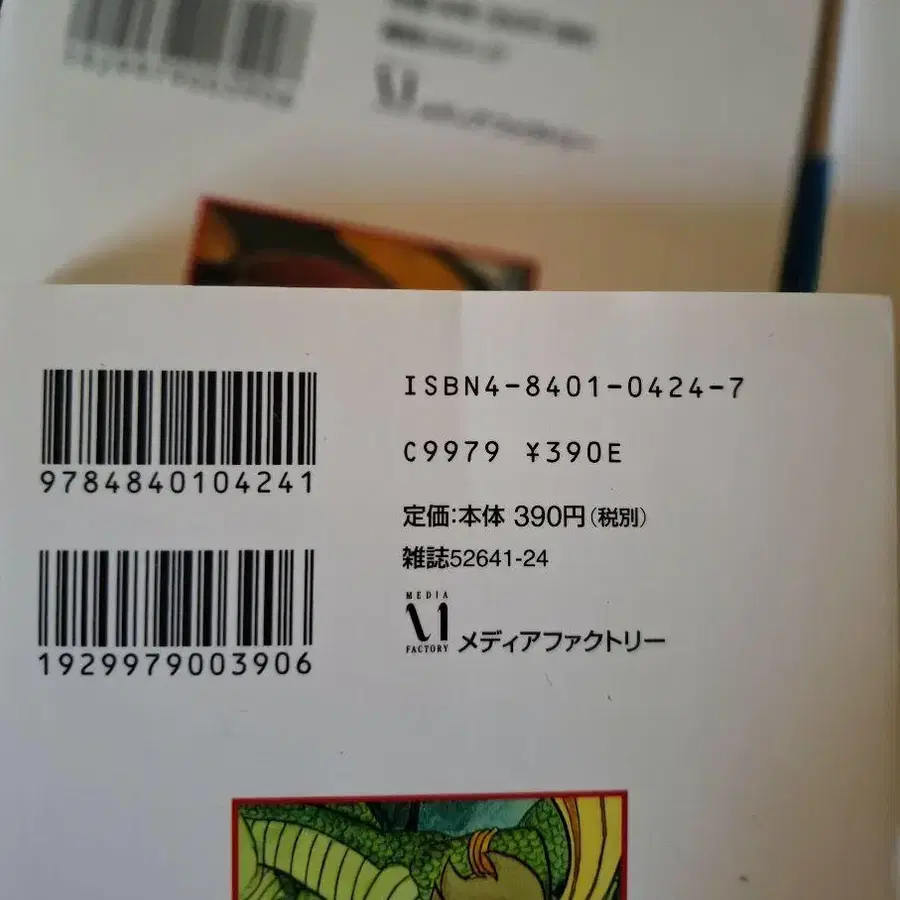 ISBN4-8401-0424-7
9784840104241
C9979 ¥390E
定価:本体 390円(税別)
雑誌52641-24
1929979003906
MEDIA
FACTORY
メディアファクトリー